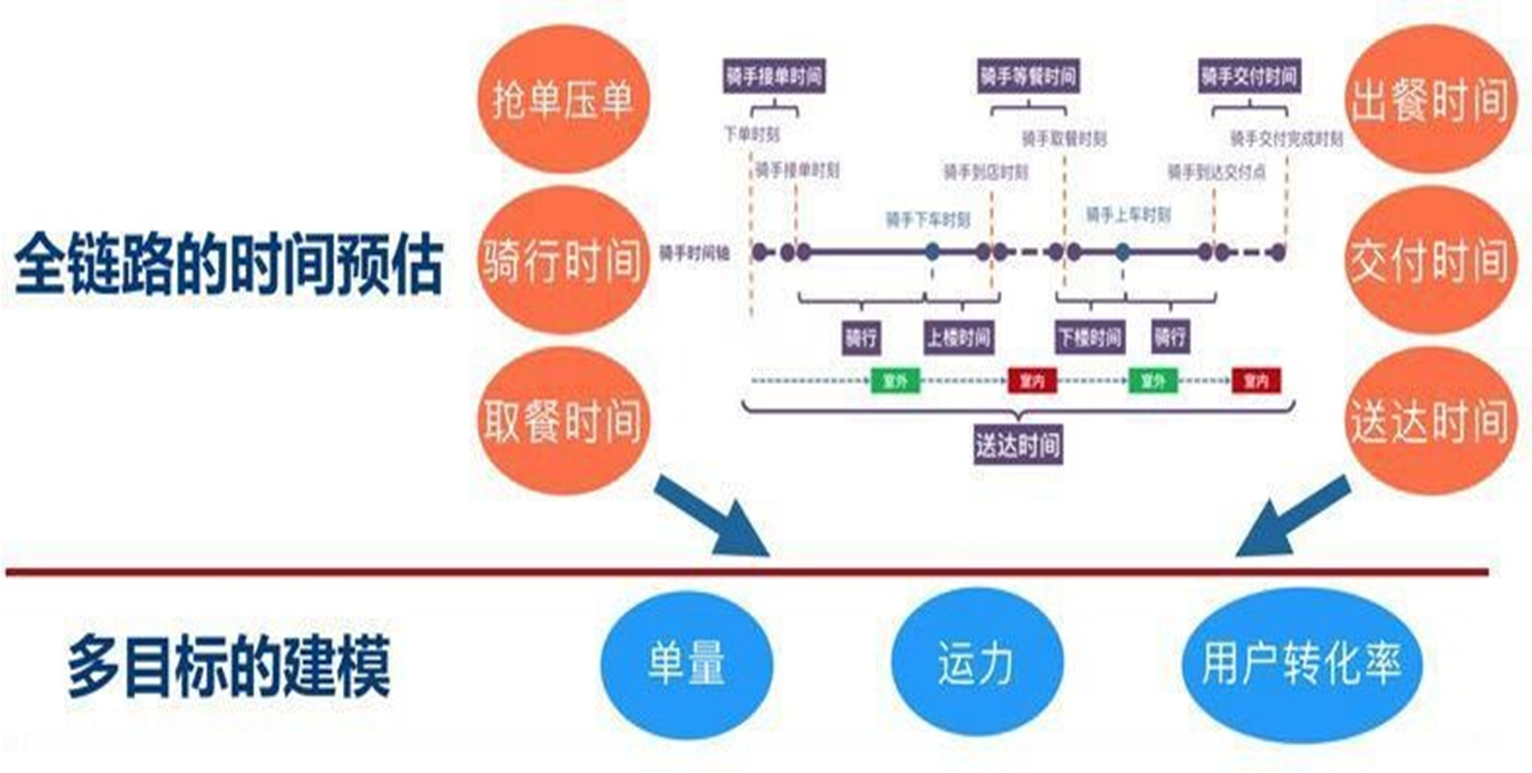 抢单压单
骑手接单时间
骑手等餐时间
骑手交付时间
出餐时间
下单时刻
骑手取餐时刻
骑手交付完成时刻
骑手接单时刻
骑手到店时刻
骑手到达交付点
骑手下车时刻
骑手上车时刻
全链路的时间预估
骑行时间
骑手时间轴
交付时间
骑行
上楼时间
下楼时间
骑行
室外
室内
室外
室内
取餐时间
送达时间
送达时间
多目标的建模
单量
运力
用户转化率